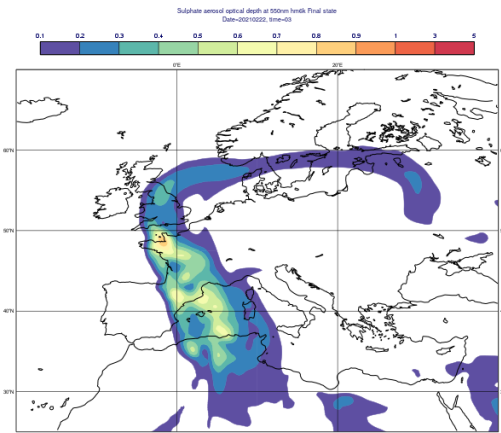 Sulphate aerosol optical depth at 550nm hm6k Final state
Date=20210222, time=03
0.1 0.2 0.3 0.4 0.5 0.6 0.7 0.8 0.9 1 3 5
0°E 20°E
60°N
50°N
40°N
30°N